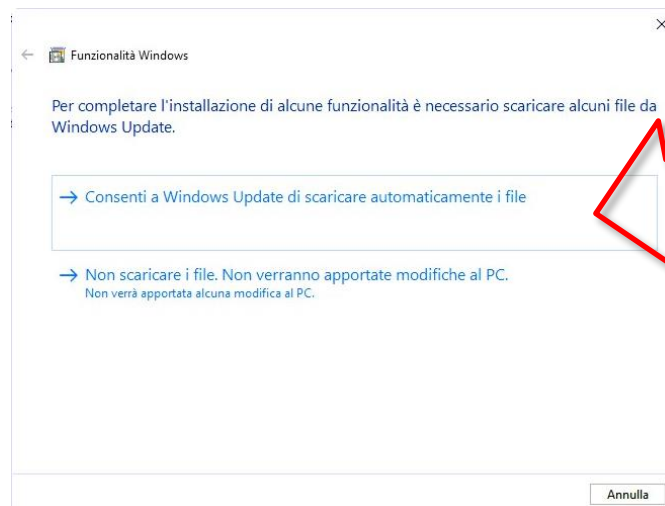 Funzionalità Windows
Per completare l'installazione di alcune funzionalità è necessario scaricare alcuni file da
Windows Update.
Consenti a Windows Update di scaricare automaticamente i file
Non scaricare i file. Non verranno apportate modifiche al PC.
Non verrà apportata alcuna modifica al PC.
Annulla